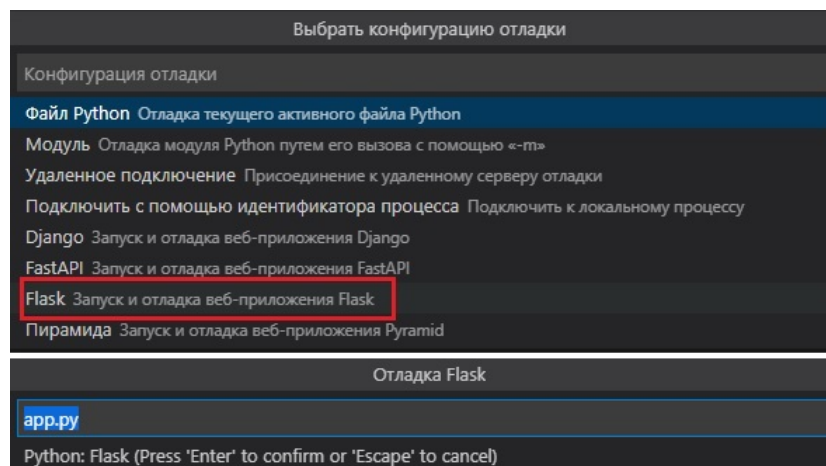 Выбрать конфигурацию отладки
Конфигурация отладки
Файл Python Отладка текущего активного файла Python
Модуль Отладка модуля Python путем его вызова с помощью «-m»
Удаленное подключение Присоединение к удаленному серверу отладки
Подключить с помощью идентификатора процесса Подключить к локальному процессу
Django Запуск и отладка веб-приложения Django
FastAPI Запуск и отладка веб-приложения FastAPI
Flask Запуск и отладка веб-приложения Flask
Пирамида Запуск и отладка веб-приложения Pyramid
Отладка Flask
app.py
Python: Flask (Press 'Enter' to confirm or 'Escape' to cancel)